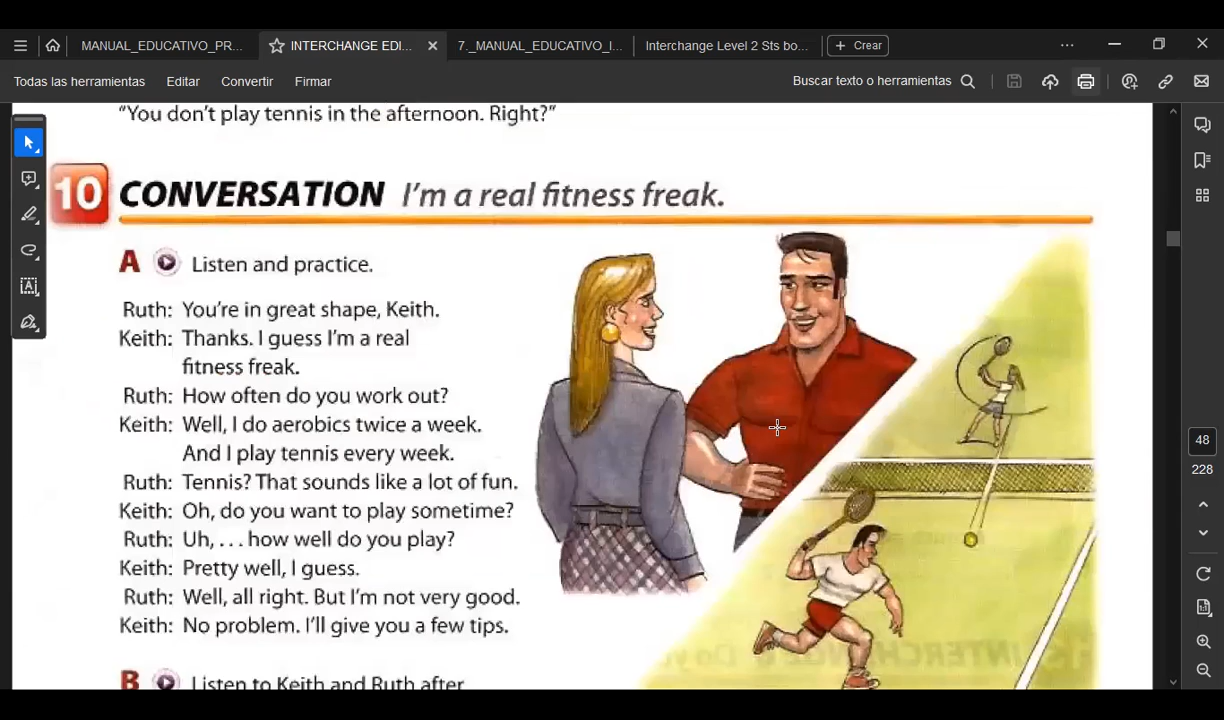 MANUAL_EDUCATIVO_PR...
INTERCHANGE EDI...
7._MANUAL_EDUCATIVO_I...
Interchange Level 2 Sts bo...
+ Crear
Todas las herramientas
Editar
Convertir
Firmar
Buscar texto o herramientas
"You don't play tennis in the afternoon. Right?"
10 CONVERSATION I'm a real fitness freak.
A Listen and practice.
Ruth: You're in great shape, Keith.
Keith: Thanks. I guess I'm a real
fitness freak.
Ruth: How often do you work out?
Keith: Well, I do aerobics twice a week.
And I play tennis every week.
Ruth: Tennis? That sounds like a lot of fun.
Keith: Oh, do you want to play sometime?
Ruth: Uh, . . . how well do you play?
Keith: Pretty well, I guess.
Ruth: Well, all right. But I'm not very good.
Keith: No problem. I'll give you a few tips.
B Listen to Keith and Ruth after
48
228